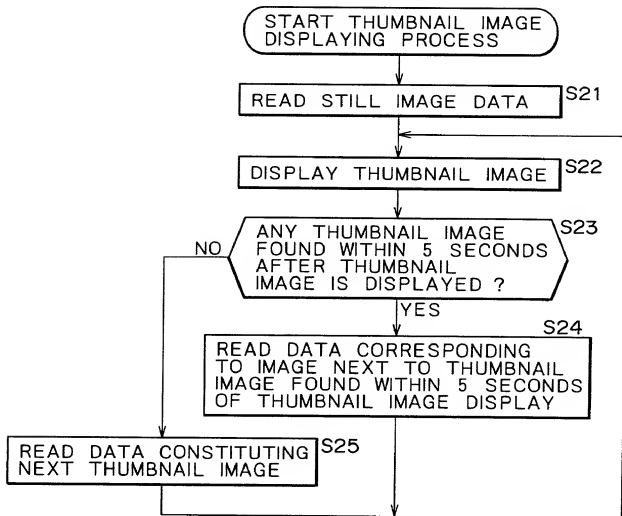 START THUMBNAIL IMAGE
DISPLAYING PROCESS
READ STILL IMAGE DATA
S21
DISPLAY THUMBNAIL IMAGE
S22
ANY THUMBNAIL IMAGE
FOUND WITHIN 5 SECONDS
AFTER THUMBNAIL
IMAGE IS DISPLAYED ?
S23
NO
YES
S24
READ DATA CORRESPONDING
TO IMAGE NEXT TO THUMBNAIL
IMAGE FOUND WITHIN 5 SECONDS
OF THUMBNAIL IMAGE DISPLAY
READ DATA CONSTITUTING
NEXT THUMBNAIL IMAGE
S25